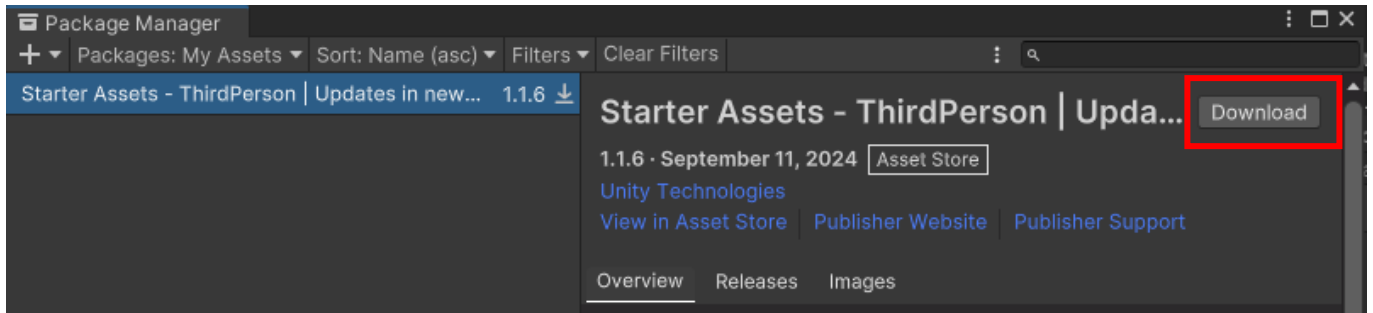 Package Manager
Packages: My Assets Sort: Name (asc) Filters Clear Filters
Starter Assets - ThirdPerson | Updates in new... 1.1.6
Starter Assets - ThirdPerson | Upda... Download
1.1.6 · September 11, 2024 Asset Store
Unity Technologies
View in Asset Store Publisher Website Publisher Support
Overview Releases Images